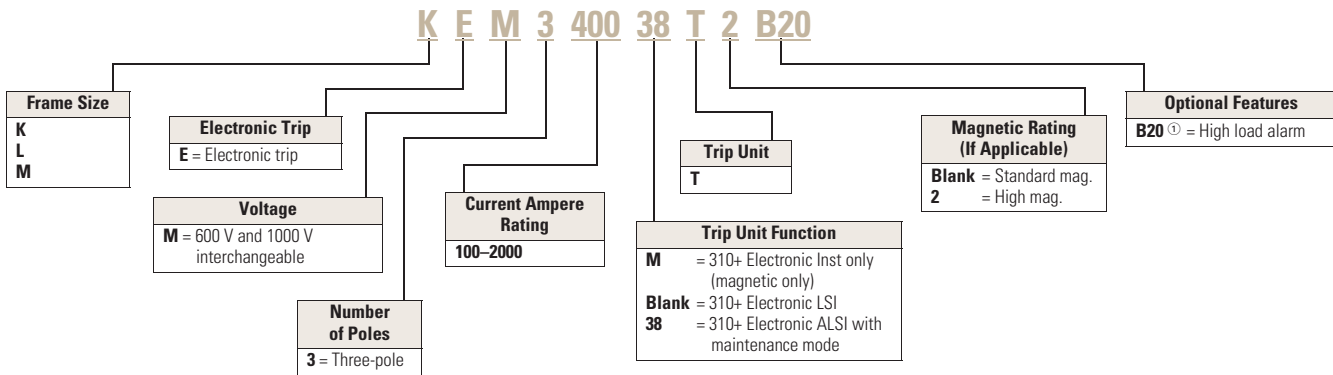 K E M 3 400 38 T 2 B20
Frame Size
K
L
M
Electronic Trip
E = Electronic trip
Voltage
M = 600 V and 1000 V
interchangeable
Number
of Poles
3 = Three-pole
Current Ampere
Rating
100–2000
Trip Unit Function
M = 310+ Electronic Inst only
(magnetic only)
Blank = 310+ Electronic LSI
38 = 310+ Electronic ALSI with
maintenance mode
Trip Unit
T
Magnetic Rating
(If Applicable)
Blank = Standard mag.
2 = High mag.
Optional Features
B20 ① = High load alarm